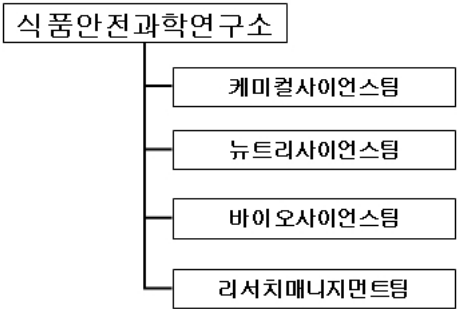 식품안전과학연구소
케미컬사이언스팀
뉴트리사이언스팀
바이오사이언스팀
리서치매니지먼트팀